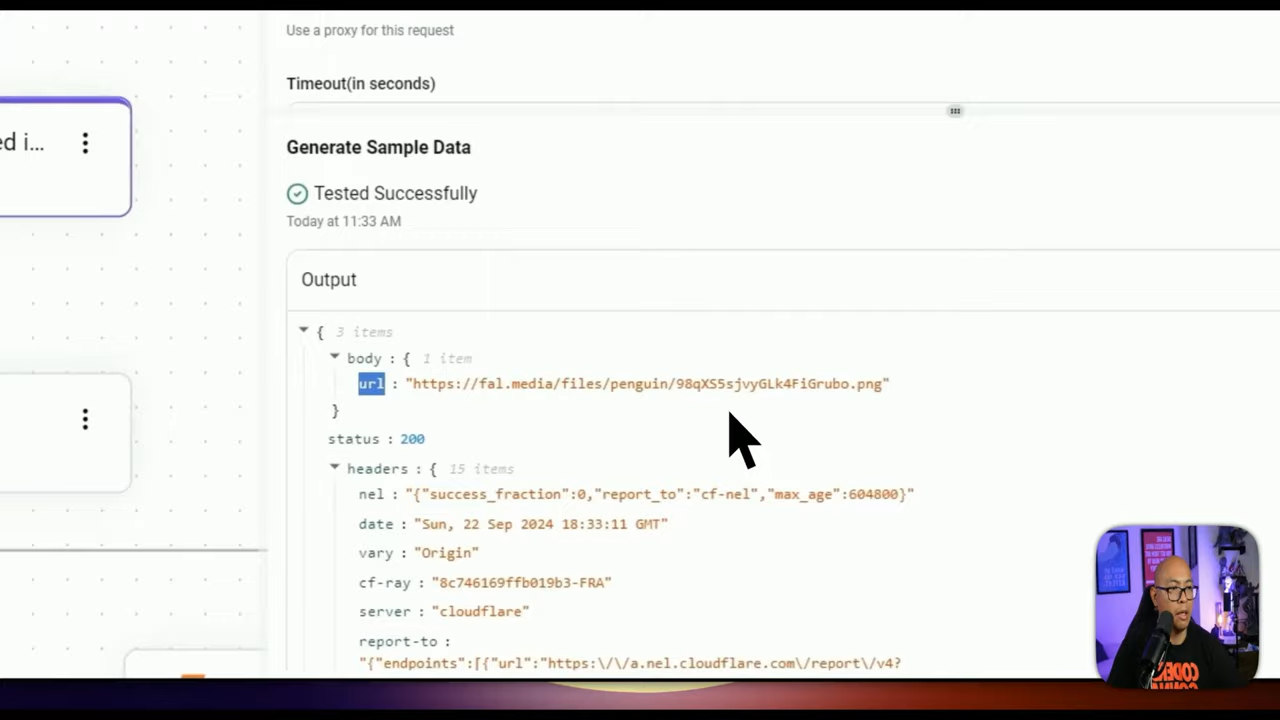 Use a proxy for this request
Timeout(in seconds)
ed i...
Generate Sample Data
Tested Successfully
Today at 11:33 AM
Output
{ 3 items
body : { 1 item
url : "https://fal.media/files/penguin/98qXS5sjvyGLk4FiGrubo.png"
}
status : 200
headers : { 15 items
nel : "{"success_fraction":0,"report_to":"cf-nel","max_age":604800}"
date : "Sun, 22 Sep 2024 18:33:11 GMT"
vary : "Origin"
cf-ray : "8c746169ffb019b3-FRA"
server : "cloudflare"
report-to :
"{"endpoints":[{"url":"https:\/\/a.nel.cloudflare.com\/report\/v4?